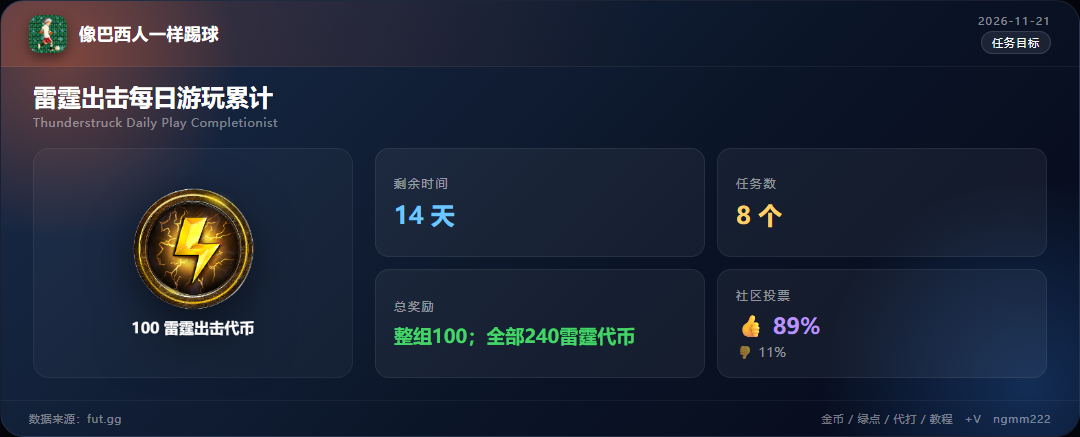 像巴西人一样踢球
2026-11-21
任务目标
雷霆出击每日游玩累计
Thunderstruck Daily Play Completionist
100 雷霆出击代币
剩余时间
14 天
任务数
8 个
总奖励
整组100；全部240雷霆代币
社区投票
👍 89%
👎 11%
数据来源：fut.gg
金币 / 绿点 / 代打 / 教程 +V ngmm222